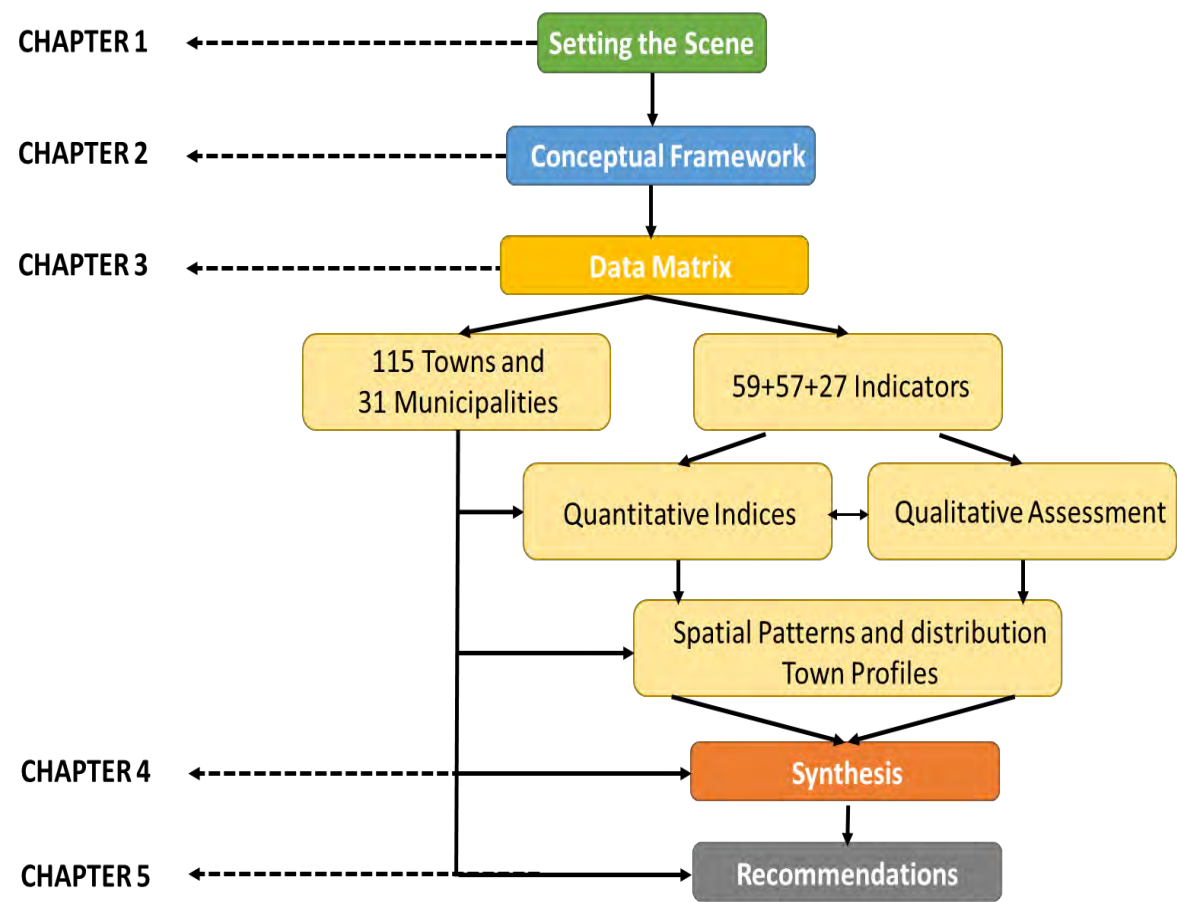 CHAPTER 1
Setting the Scene
CHAPTER 2
Conceptual Framework
CHAPTER 3
Data Matrix
115 Towns and
31 Municipalities
59+57+27 Indicators
Quantitative Indices
Qualitative Assessment
Spatial Patterns and distribution
Town Profiles
CHAPTER 4
Synthesis
CHAPTER 5
Recommendations